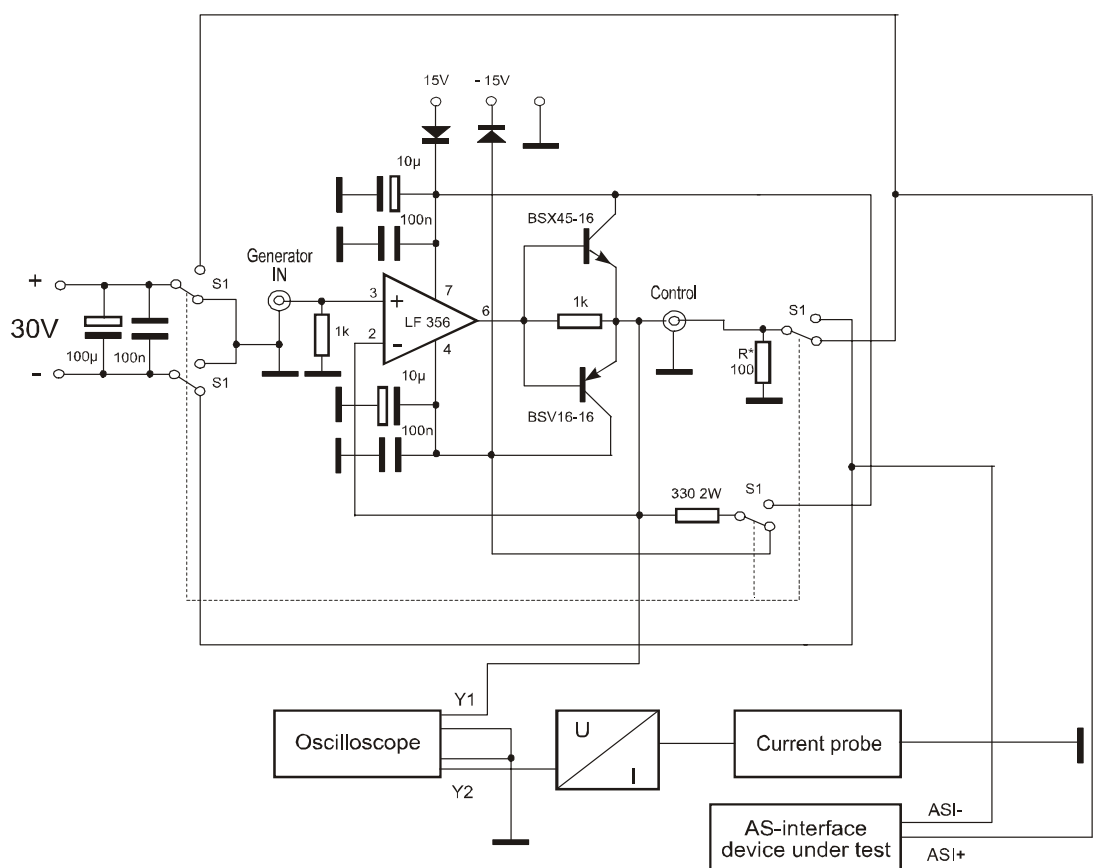 15V
- 15V
10µ
100n
BSX45-16
Generator
IN
S1
+
30V
-
100µ
100n
S1
1k
3
+
2
-
7
LF 356
6
4
1k
Control
S1
R*
100
10µ
100n
BSV16-16
330 2W
S1
Y1
Oscilloscope
Y2
U
I
Current probe
ASI-
AS-interface
device under test
ASI+